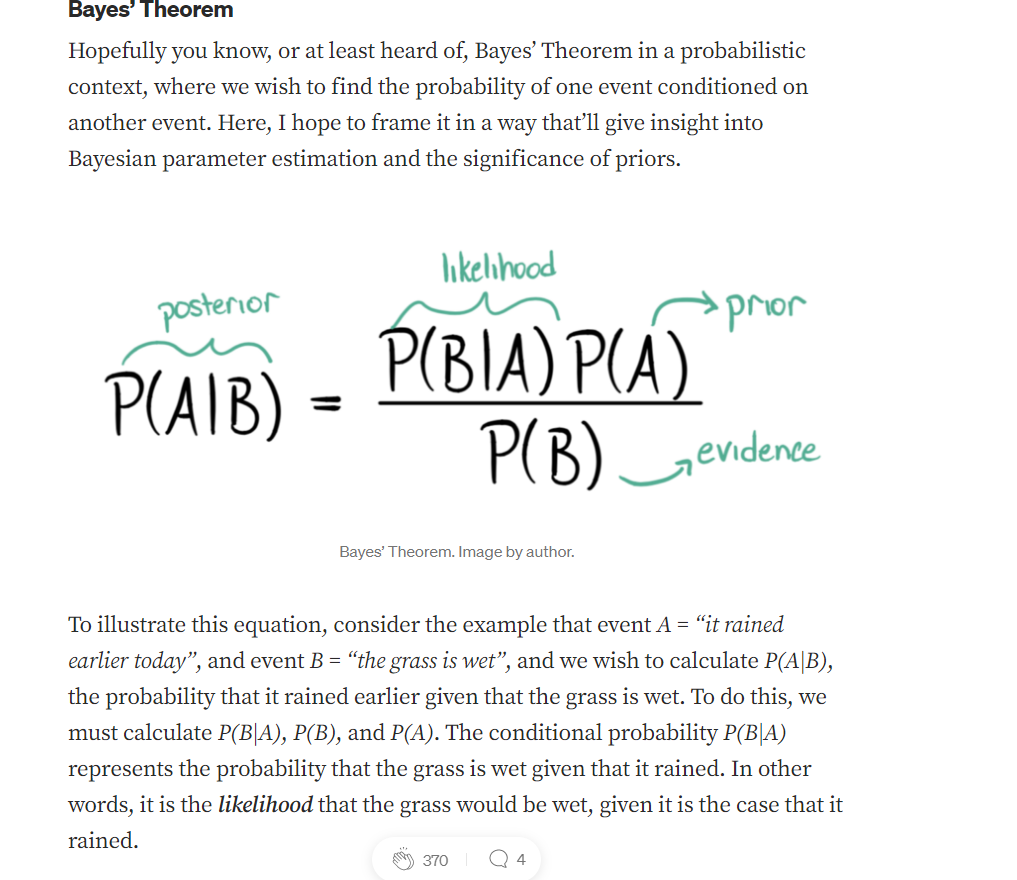 Bayes’ Theorem
Hopefully you know, or at least heard of, Bayes’ Theorem in a probabilistic
context, where we wish to find the probability of one event conditioned on
another event. Here, I hope to frame it in a way that’ll give insight into
Bayesian parameter estimation and the significance of priors.
likelihood
posterior
prior
P(A|B) = P(B|A) P(A)
P(B)
evidence
Bayes’ Theorem. Image by author.
To illustrate this equation, consider the example that event A = “it rained
earlier today”, and event B = “the grass is wet”, and we wish to calculate P(A|B),
the probability that it rained earlier given that the grass is wet. To do this, we
must calculate P(B|A), P(B), and P(A). The conditional probability P(B|A)
represents the probability that the grass is wet given that it rained. In other
words, it is the likelihood that the grass would be wet, given it is the case that it
rained.
370
4